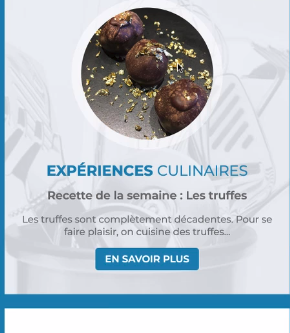 EXPÉRIENCES CULINAIRES
Recette de la semaine : Les truffes
Les truffes sont complètement décadentes. Pour se
faire plaisir, on cuisine des truffes...
EN SAVOIR PLUS